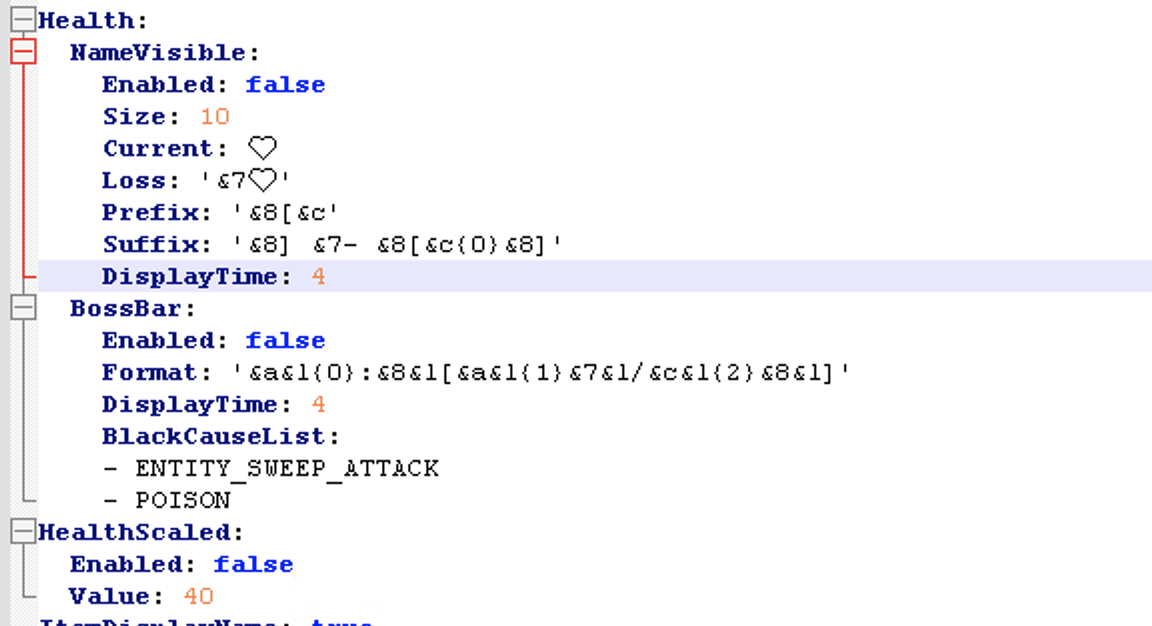 Health:
  NameVisible:
    Enabled: false
    Size: 10
    Current: ♡
    Loss: '&7♡'
    Prefix: '&8[&c'
    Suffix: '&8] &7- &8[&c{0}&8]'
    DisplayTime: 4
  BossBar:
    Enabled: false
    Format: '&a&l{0}:&8&l[&a&l{1}&7&l/&c&l{2}&8&l]'
    DisplayTime: 4
    BlackCauseList:
    - ENTITY_SWEEP_ATTACK
    - POISON
HealthScaled:
  Enabled: false
  Value: 40
ItemDisplayName: true